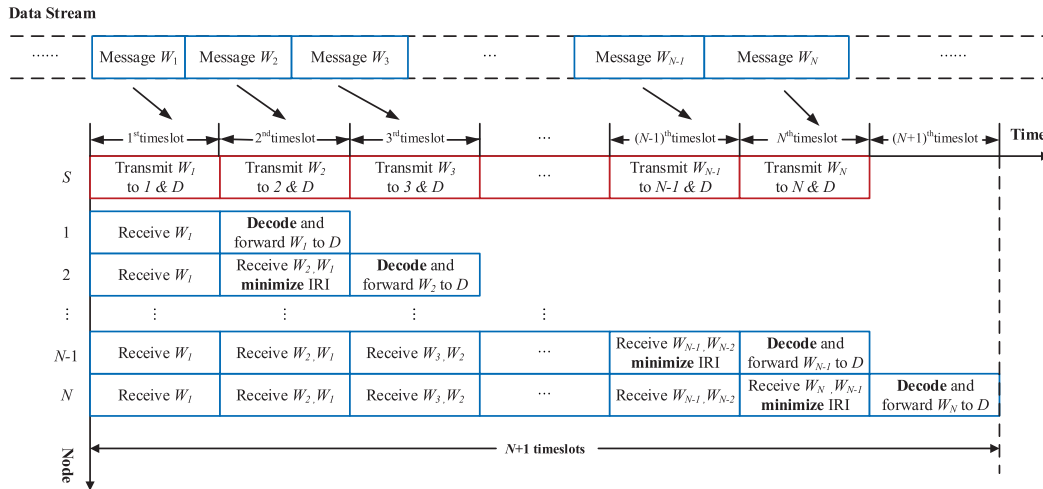 Data Stream
······ Message W1 Message W2 Message W3 ··· Message WN-1 Message WN ······
1st timeslot 2nd timeslot 3rd timeslot ··· (N-1)th timeslot Nth timeslot (N+1)th timeslot Time
S Transmit W1 to 1 & D Transmit W2 to 2 & D Transmit W3 to 3 & D ··· Transmit WN-1 to N-1 & D Transmit WN to N & D
1 Receive W1 Decode and forward W1 to D
2 Receive W1 Receive W2,W1 minimize IRI Decode and forward W2 to D
⋮ ⋮ ⋮ ⋮
N-1 Receive W1 Receive W2,W1 Receive W3,W2 ··· Receive WN-1,WN-2 minimize IRI Decode and forward WN-1 to D
N Receive W1 Receive W2,W1 Receive W3,W2 ··· Receive WN-1,WN-2 Receive WN,WN-1 minimize IRI Decode and forward WN to D
N+1 timeslots
Node